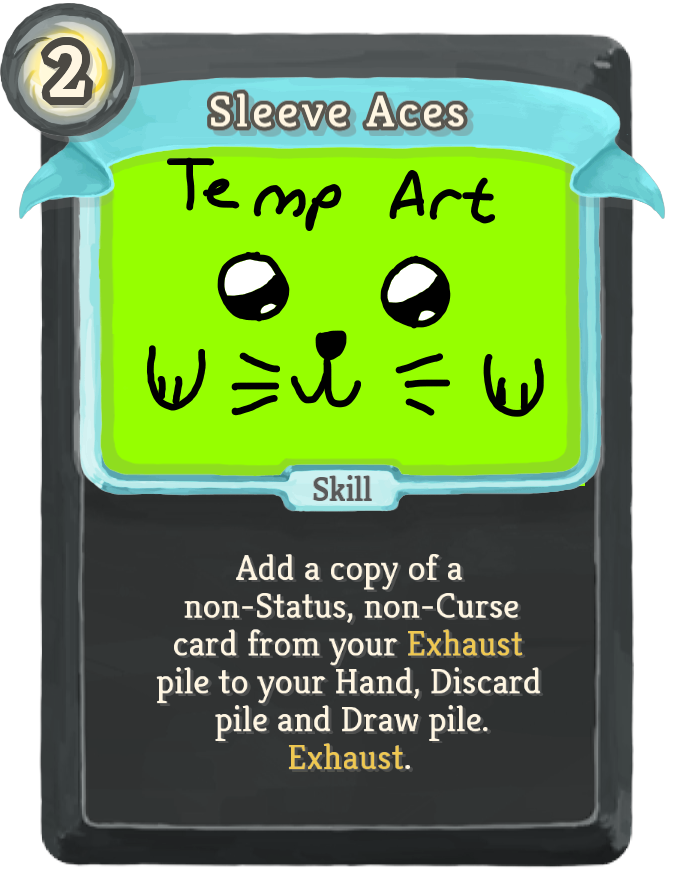 2
Sleeve Aces
Temp Art
Skill
Add a copy of a
non-Status, non-Curse
card from your Exhaust
pile to your Hand, Discard
pile and Draw pile.
Exhaust.